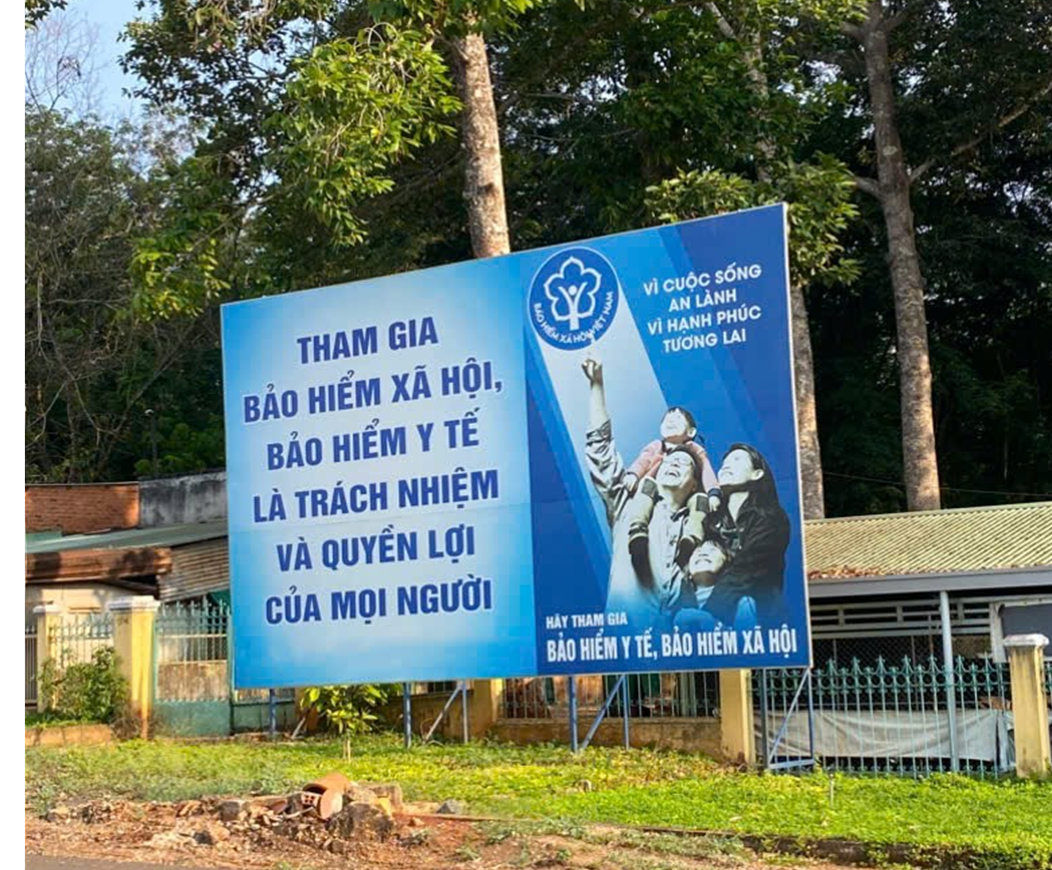 THAM GIA
BẢO HIỂM XÃ HỘI,
BẢO HIỂM Y TẾ
LÀ TRÁCH NHIỆM
VÀ QUYỀN LỢI
CỦA MỌI NGƯỜI
BẢO HIỂM XÃ HỘI VIỆT NAM
VÌ CUỘC SỐNG
AN LÀNH
VÌ HẠNH PHÚC
TƯƠNG LAI
HÃY THAM GIA
BẢO HIỂM Y TẾ, BẢO HIỂM XÃ HỘI